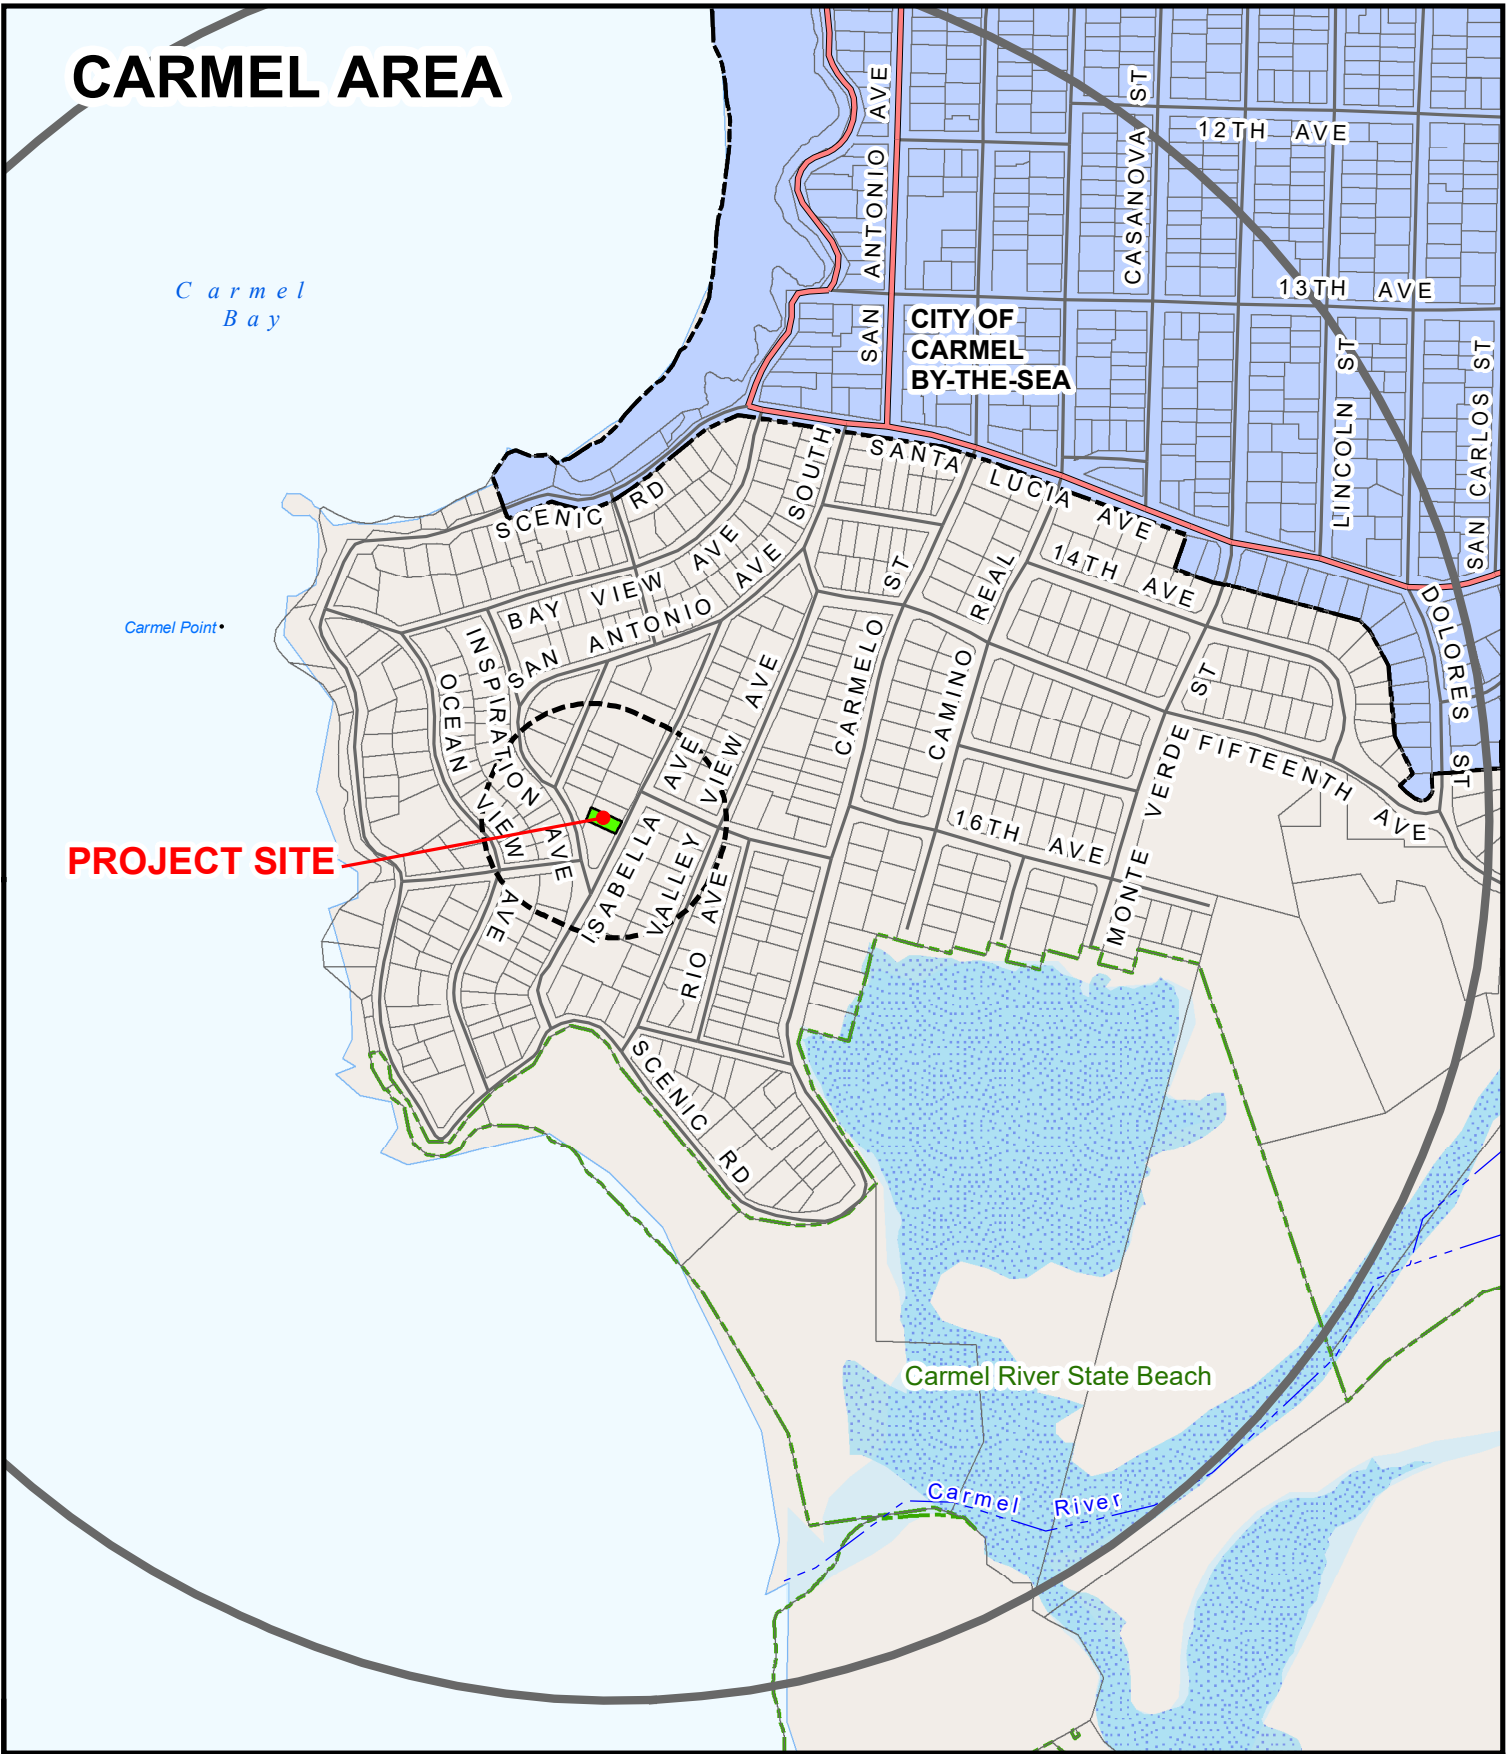 CARMEL AREA
SAN ANTONIO AVE
CASANOVA ST
12TH AVE
Carmel
Bay
13TH AVE
SAN
CITY OF
CARMEL
BY-THE-SEA
LINCOLN ST
SAN CARLOS ST
SANTA LUCIA AVE
SCENIC RD
SAN ANTONIO AVE SOUTH
BAY VIEW AVE
14TH AVE
Carmel Point
INSPIRATION AVE
OCEAN VIEW AVE
CARMELO ST
CAMINO REAL
DOLORES ST
VALLEY VIEW AVE
ISABELLA AVE
MONTE VERDE ST
FIFTEENTH AVE
16TH AVE
PROJECT SITE
RIO AVE
SCENIC RD
Carmel River State Beach
Carmel River